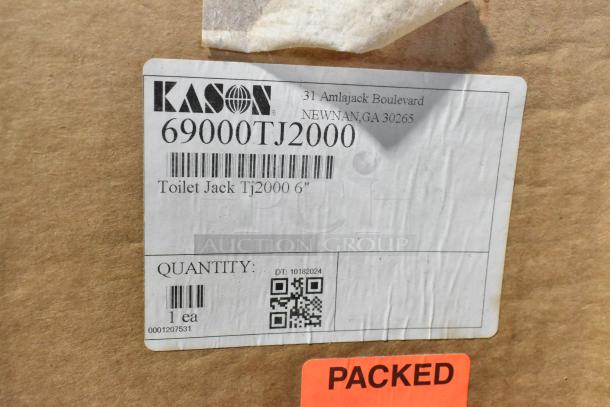 KASON
31 Amlajack Boulevard
NEWNAN,GA 30265
69000TJ2000
Toilet Jack Tj2000 6"
PCI
AUCTION GROUP
QUANTITY:
DT: 10182024
1 ea
0001207531
PACKED